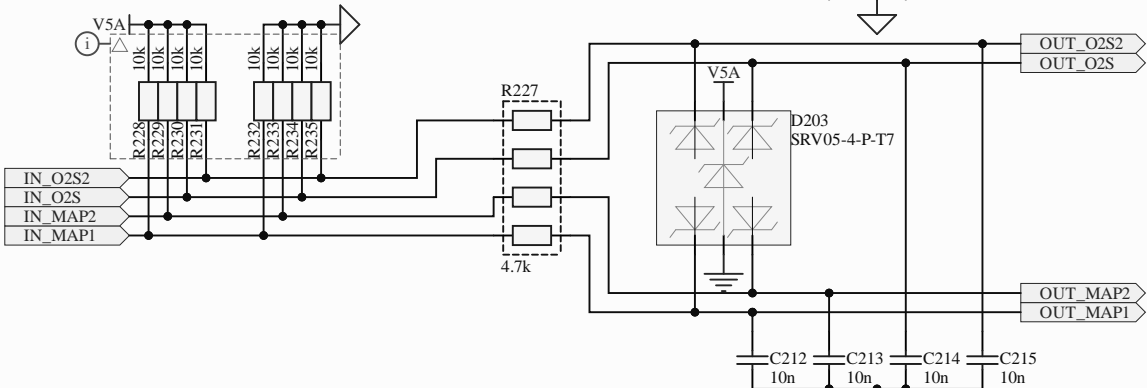 V5A
i
10k
10k
10k
10k
10k
10k
10k
10k
R228
R229
R230
R231
R232
R233
R234
R235
IN_O2S2
IN_O2S
IN_MAP2
IN_MAP1
R227
4.7k
V5A
D203
SRV05-4-P-T7
OUT_O2S2
OUT_O2S
OUT_MAP2
OUT_MAP1
C212
10n
C213
10n
C214
10n
C215
10n